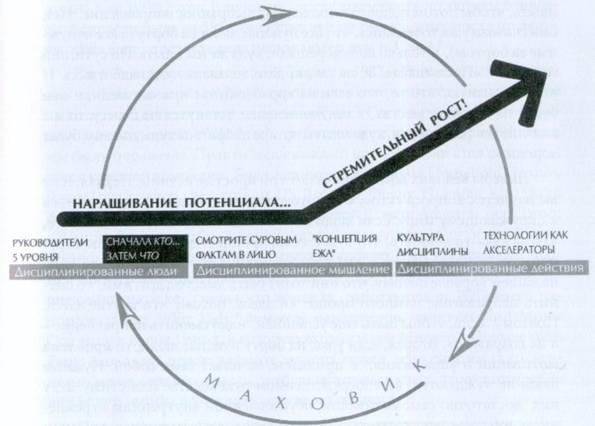 СТРЕМИТЕЛЬНЫЙ РОСТ!
НАРАЩИВАНИЕ ПОТЕНЦИАЛА...
РУКОВОДИТЕЛИ
5 УРОВНЯ
СНАЧАЛА КТО...
ЗАТЕМ ЧТО
СМОТРИТЕ СУРОВЫМ
ФАКТАМ В ЛИЦО
"КОНЦЕПЦИЯ
ЕЖА"
КУЛЬТУРА
ДИСЦИПЛИНЫ
ТЕХНОЛОГИИ КАК
АКСЕЛЕРАТОРЫ
Дисциплинированные люди
Дисциплинированное мышление
Дисциплинированные действия
МАХОВИК